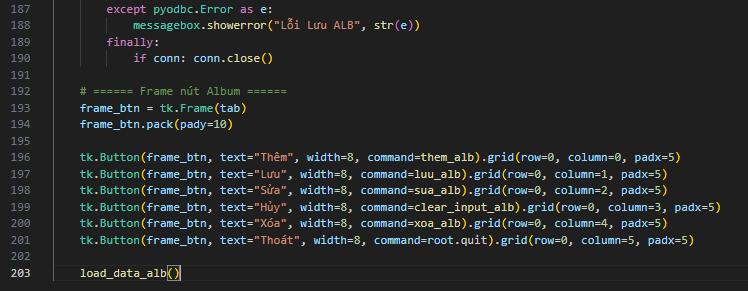 187 except pyodbc.Error as e:
188 messagebox.showerror("Lỗi Lưu ALB", str(e))
189 finally:
190 if conn: conn.close()
191
192 # ====== Frame nút Album ======
193 frame_btn = tk.Frame(tab)
194 frame_btn.pack(pady=10)
195
196 tk.Button(frame_btn, text="Thêm", width=8, command=them_alb).grid(row=0, column=0, padx=5)
197 tk.Button(frame_btn, text="Lưu", width=8, command=luu_alb).grid(row=0, column=1, padx=5)
198 tk.Button(frame_btn, text="Sửa", width=8, command=sua_alb).grid(row=0, column=2, padx=5)
199 tk.Button(frame_btn, text="Hủy", width=8, command=clear_input_alb).grid(row=0, column=3, padx=5)
200 tk.Button(frame_btn, text="Xóa", width=8, command=xoa_alb).grid(row=0, column=4, padx=5)
201 tk.Button(frame_btn, text="Thoát", width=8, command=root.quit).grid(row=0, column=5, padx=5)
202
203 load_data_alb()